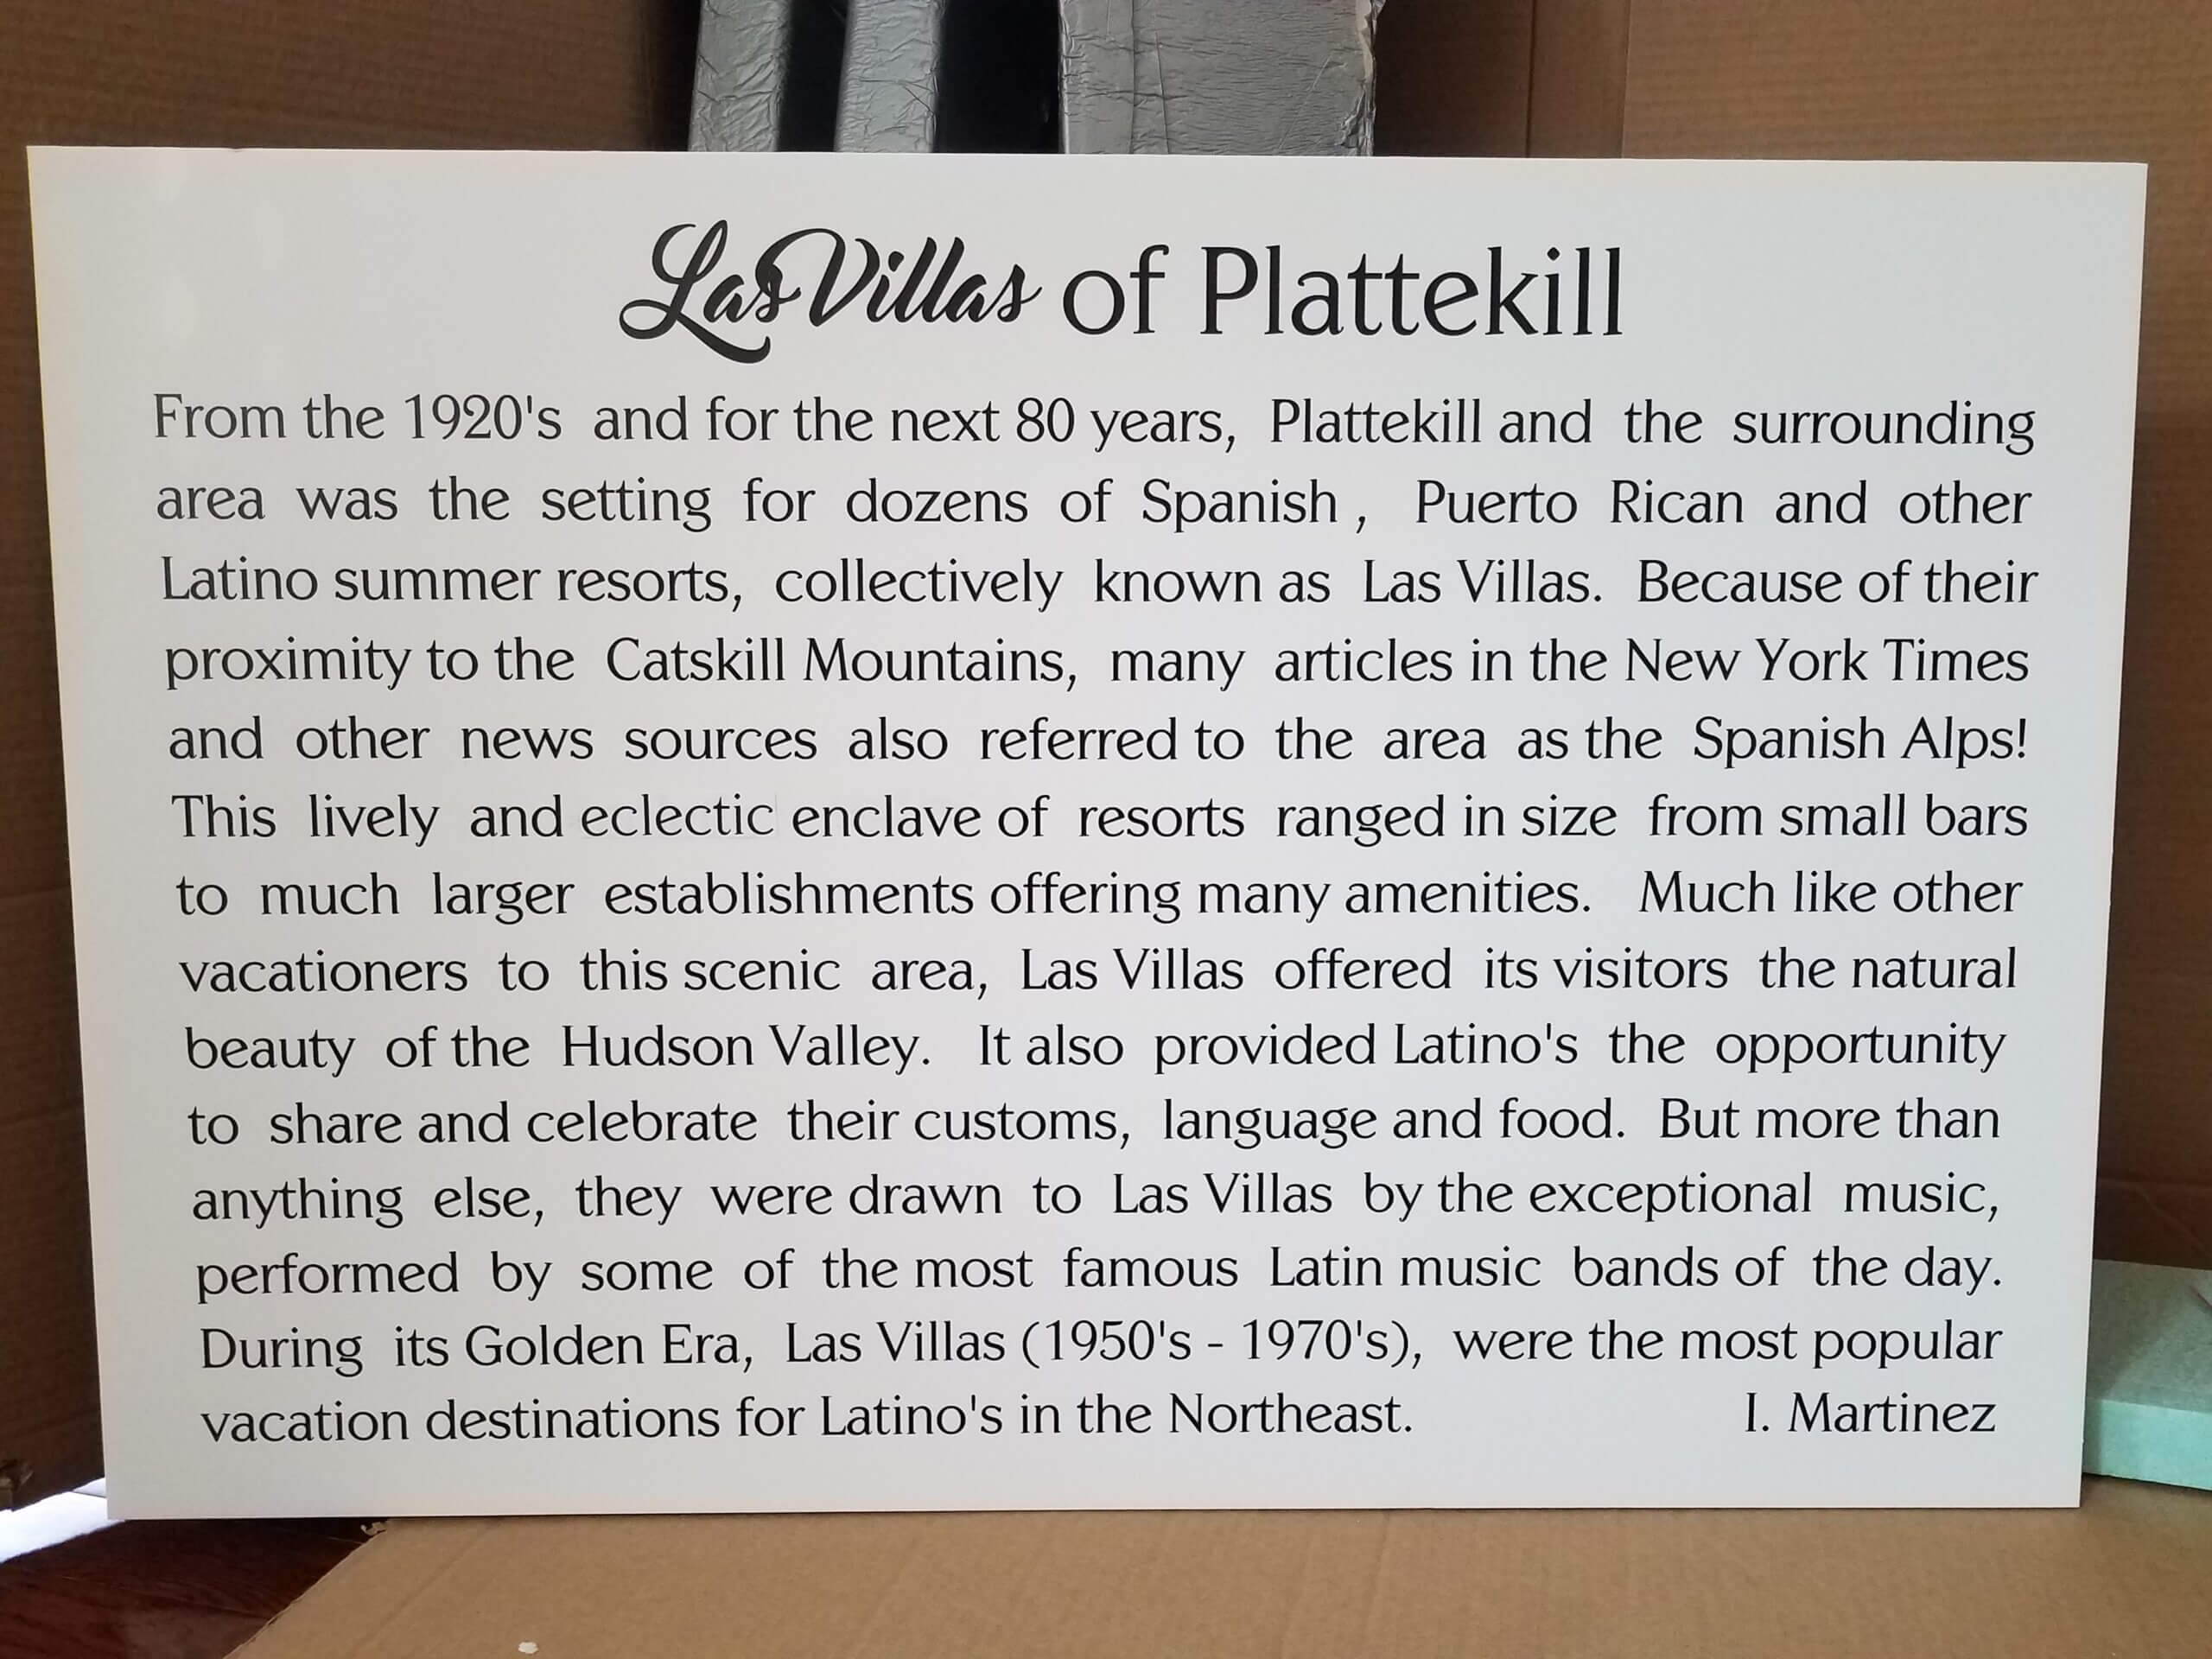 Las Villas of Plattekill
From the 1920's and for the next 80 years, Plattekill and the surrounding
area was the setting for dozens of Spanish , Puerto Rican and other
Latino summer resorts, collectively known as Las Villas. Because of their
proximity to the Catskill Mountains, many articles in the New York Times
and other news sources also referred to the area as the Spanish Alps!
This lively and eclectic enclave of resorts ranged in size from small bars
to much larger establishments offering many amenities. Much like other
vacationers to this scenic area, Las Villas offered its visitors the natural
beauty of the Hudson Valley. It also provided Latino's the opportunity
to share and celebrate their customs, language and food. But more than
anything else, they were drawn to Las Villas by the exceptional music,
performed by some of the most famous Latin music bands of the day.
During its Golden Era, Las Villas (1950's - 1970's), were the most popular
vacation destinations for Latino's in the Northeast. I. Martinez